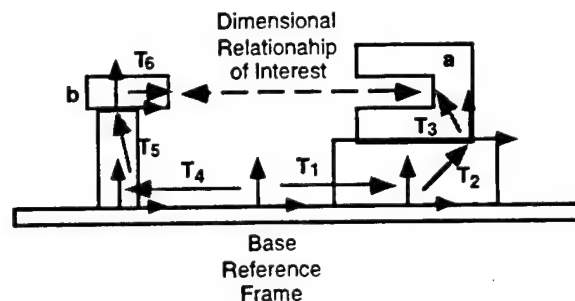 Dimensional
Relationahip
of Interest
T6
a
b
T3
T5
T4
T1
T2
Base
Reference
Frame